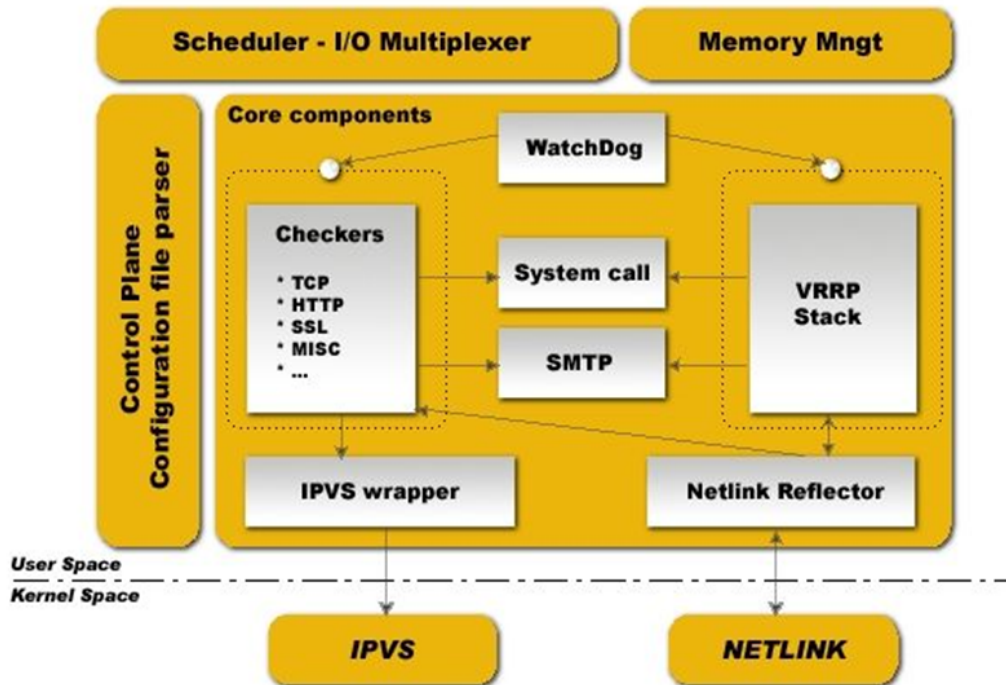 Scheduler - I/O Multiplexer
Memory Mngt
Control Plane
Configuration file parser
Core components
WatchDog
Checkers
* TCP
* HTTP
* SSL
* MISC
* ...
System call
SMTP
VRRP
Stack
IPVS wrapper
Netlink Reflector
User Space
Kernel Space
IPVS
NETLINK